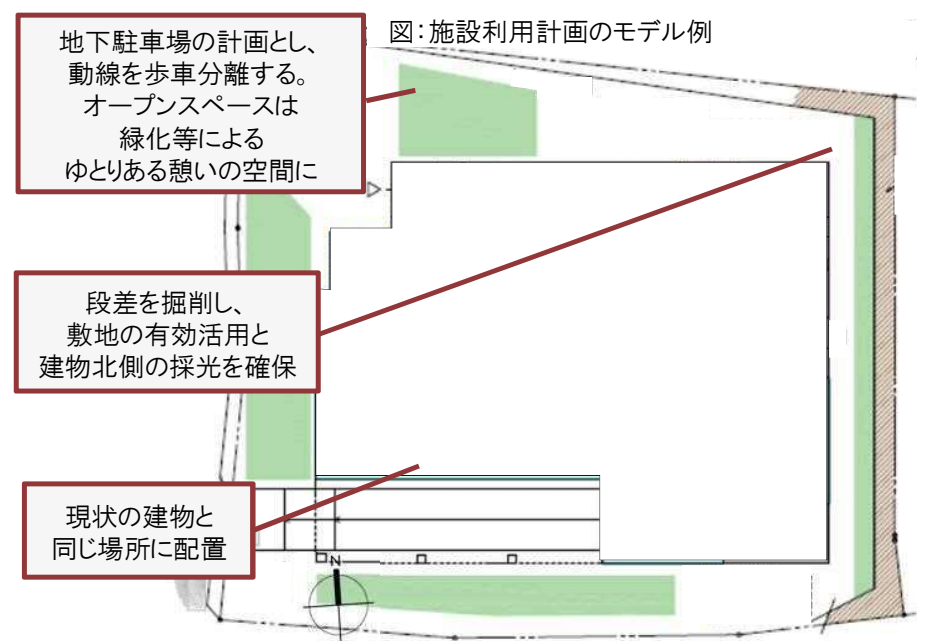 図：施設利用計画のモデル例
地下駐車場の計画とし、
動線を歩車分離する。
オープンスペースは
緑化等による
ゆとりある憩いの空間に
段差を掘削し、
敷地の有効活用と
建物北側の採光を確保
現状の建物と
同じ場所に配置
N